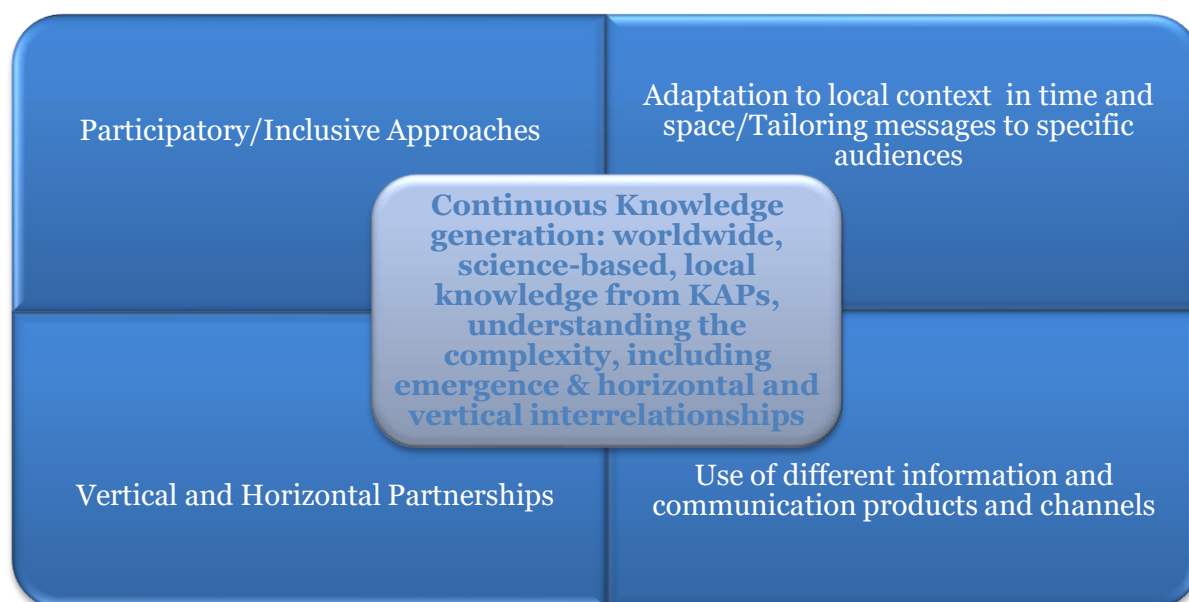 Participatory/Inclusive Approaches
Adaptation to local context in time and
space/Tailoring messages to specific
audiences
Continuous Knowledge
generation: worldwide,
science-based, local
knowledge from KAPs,
understanding the
complexity, including
emergence & horizontal and
vertical interrelationships
Vertical and Horizontal Partnerships
Use of different information and
communication products and channels